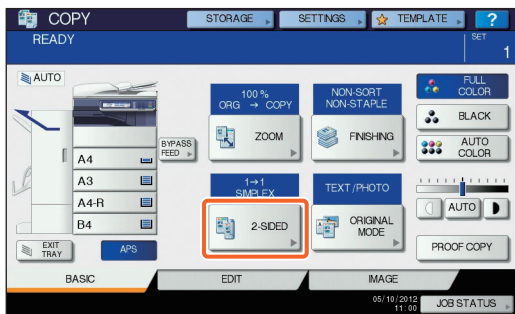 COPY
STORAGE
SETTINGS
TEMPLATE
?
READY
SET
1
AUTO
100 %
ORG → COPY
NON-SORT
NON-STAPLE
FULL
COLOR
BLACK
AUTO
COLOR
ZOOM
FINISHING
BYPASS
FEED
A4
A3
A4-R
B4
1→1
SIMPLEX
TEXT/PHOTO
2-SIDED
ORIGINAL
MODE
AUTO
EXIT
TRAY
APS
PROOF COPY
BASIC
EDIT
IMAGE
05/10/2012
11:00
JOB STATUS